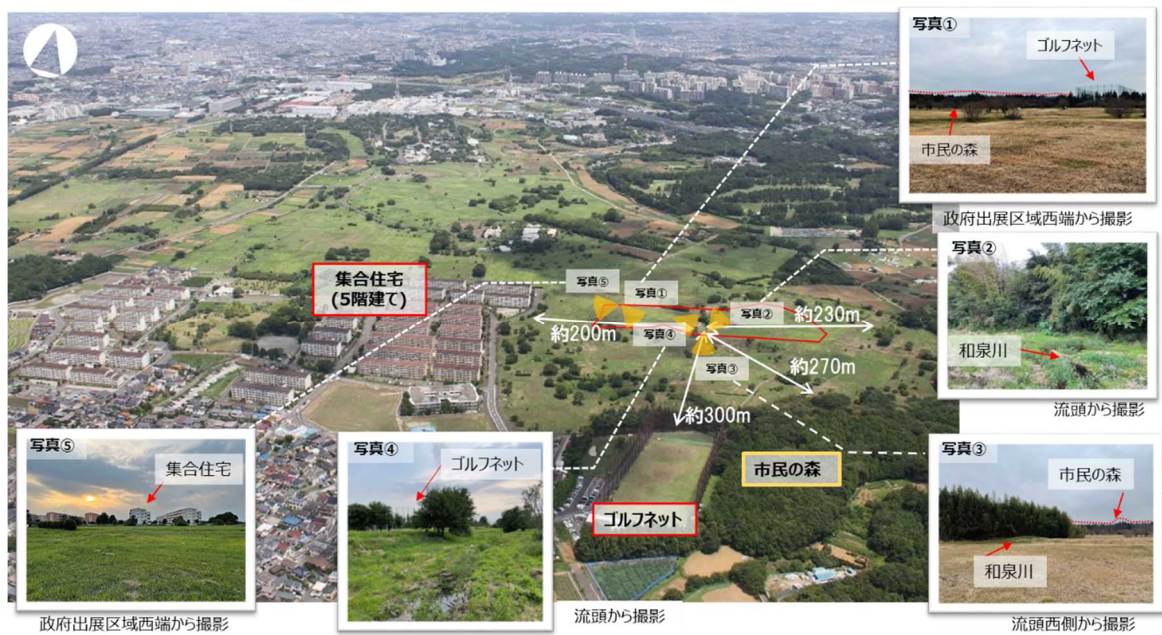 写真①
ゴルフネット
市民の森
政府出展区域西端から撮影
写真②
和泉川
流頭から撮影
集合住宅
(5階建て)
写真⑤
写真①
写真②
約230m
約200m
写真④
写真③
約270m
約300m
写真⑤
集合住宅
政府出展区域西端から撮影
写真④
ゴルフネット
流頭から撮影
ゴルフネット
市民の森
写真③
市民の森
和泉川
流頭西側から撮影